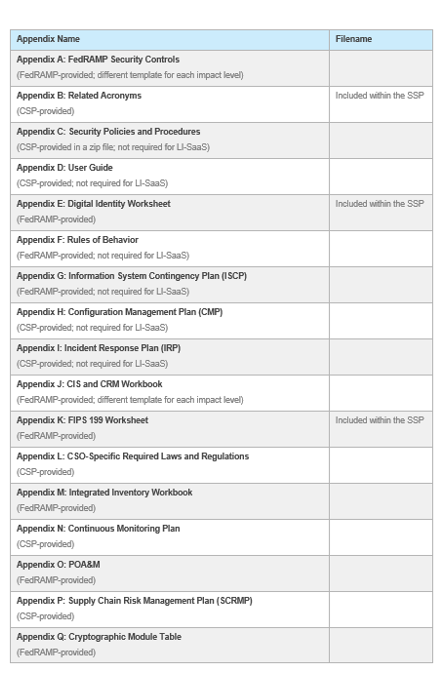 Appendix Name Filename
Appendix A: FedRAMP Security Controls
(FedRAMP-provided; different template for each impact level)
Appendix B: Related Acronyms Included within the SSP
(CSP-provided)
Appendix C: Security Policies and Procedures
(CSP-provided in a zip file; not required for LI-SaaS)
Appendix D: User Guide
(CSP-provided; not required for LI-SaaS)
Appendix E: Digital Identity Worksheet Included within the SSP
(FedRAMP-provided)
Appendix F: Rules of Behavior
(FedRAMP-provided; not required for LI-SaaS)
Appendix G: Information System Contingency Plan (ISCP)
(FedRAMP-provided; not required for LI-SaaS)
Appendix H: Configuration Management Plan (CMP)
(CSP-provided; not required for LI-SaaS)
Appendix I: Incident Response Plan (IRP)
(CSP-provided; not required for LI-SaaS)
Appendix J: CIS and CRM Workbook
(FedRAMP-provided; different template for each impact level)
Appendix K: FIPS 199 Worksheet Included within the SSP
(FedRAMP-provided)
Appendix L: CSO-Specific Required Laws and Regulations
(CSP-provided)
Appendix M: Integrated Inventory Workbook
(FedRAMP-provided)
Appendix N: Continuous Monitoring Plan
(CSP-provided)
Appendix O: POA&M
(FedRAMP-provided)
Appendix P: Supply Chain Risk Management Plan (SCRMP)
(CSP-provided)
Appendix Q: Cryptographic Module Table
(FedRAMP-provided)